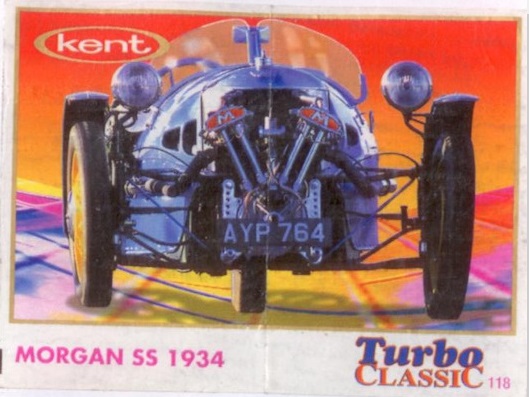 kent
M M
AYP 764
MORGAN SS 1934
Turbo
CLASSIC 118